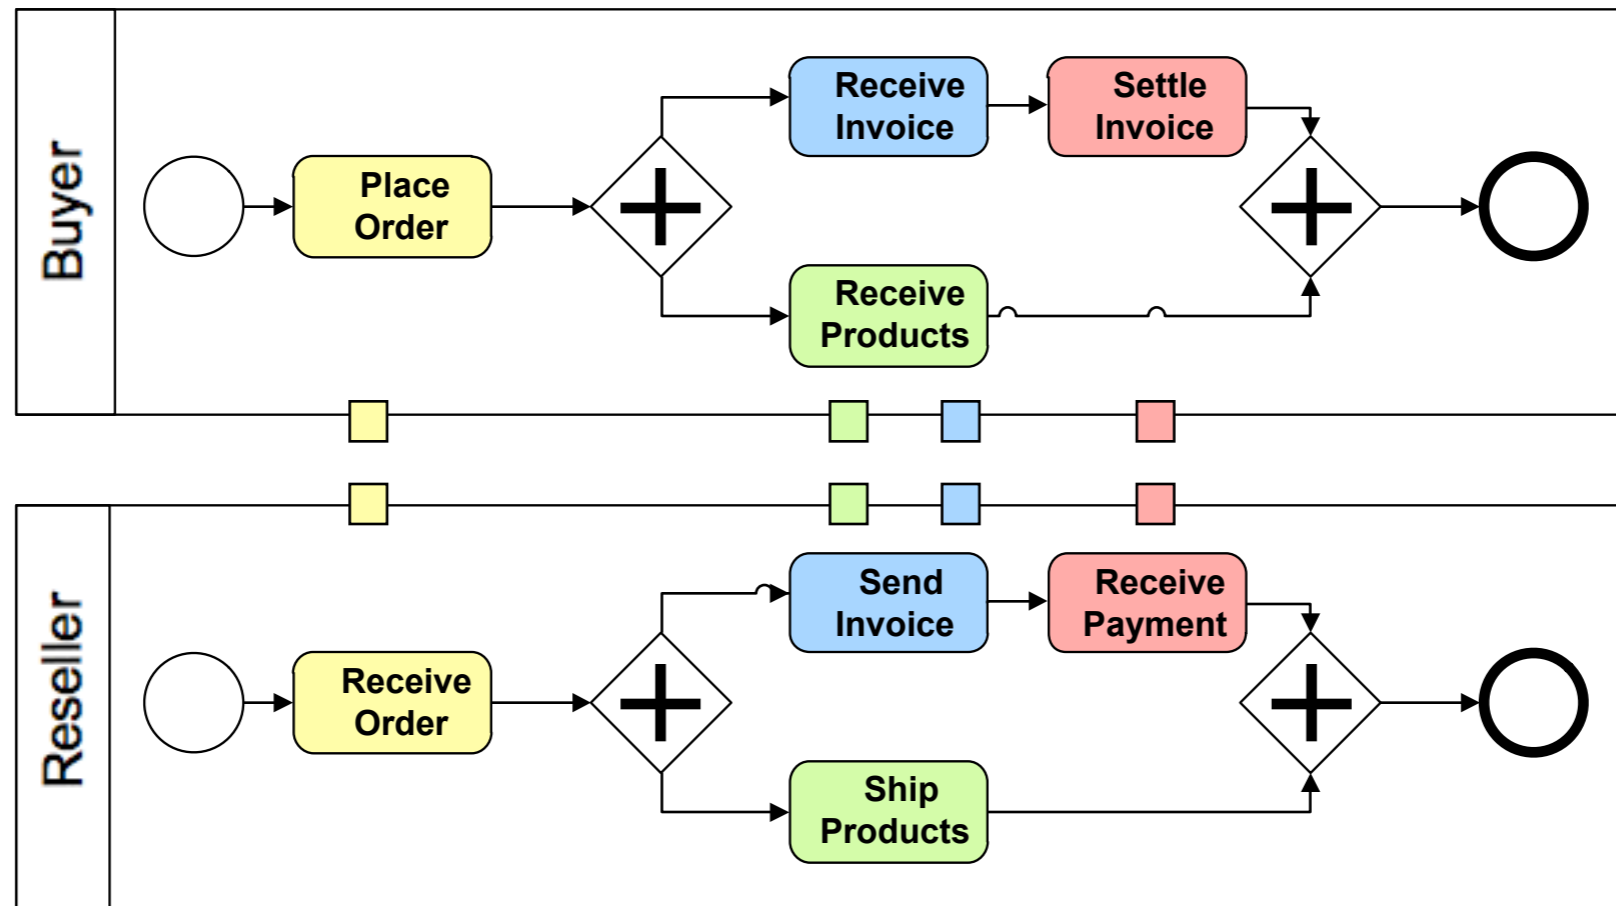 Buyer
Place
Order
Receive
Invoice
Settle
Invoice
Receive
Products
Reseller
Receive
Order
Send
Invoice
Receive
Payment
Ship
Products